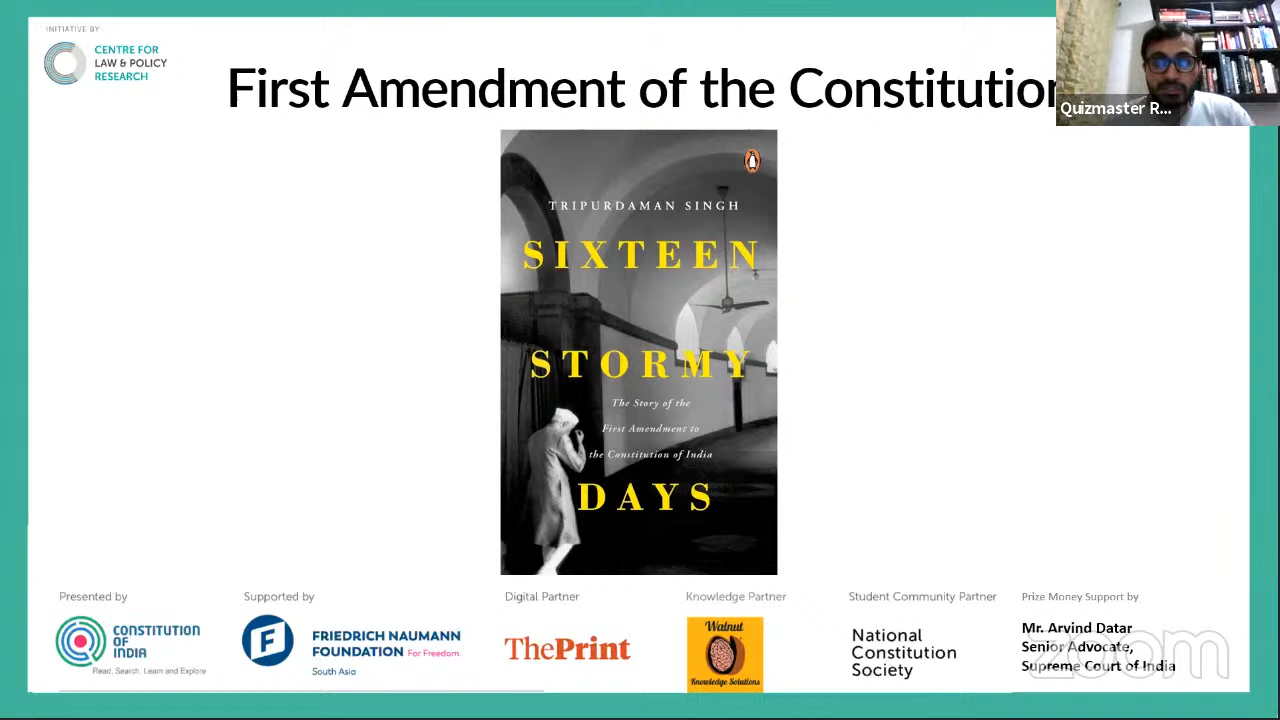 INITIATIVE BY
CENTRE FOR
LAW & POLICY
RESEARCH
First Amendment of the Constitution
Quizmaster R...
TRIPURDAMAN SINGH
SIXTEEN
STORMY
The Story of the
First Amendment to
the Constitution of India
DAYS
Presented by
CONSTITUTION
OF
INDIA
Read, Search, Learn and Explore
Supported by
F
FRIEDRICH NAUMANN
FOUNDATION For Freedom.
South Asia
Digital Partner
ThePrint
Knowledge Partner
Walnut
Knowledge Solutions
Student Community Partner
National
Constitution
Society
Prize Money Support by
Mr. Arvind Datar
Senior Advocate,
Supreme Court of India
zoom